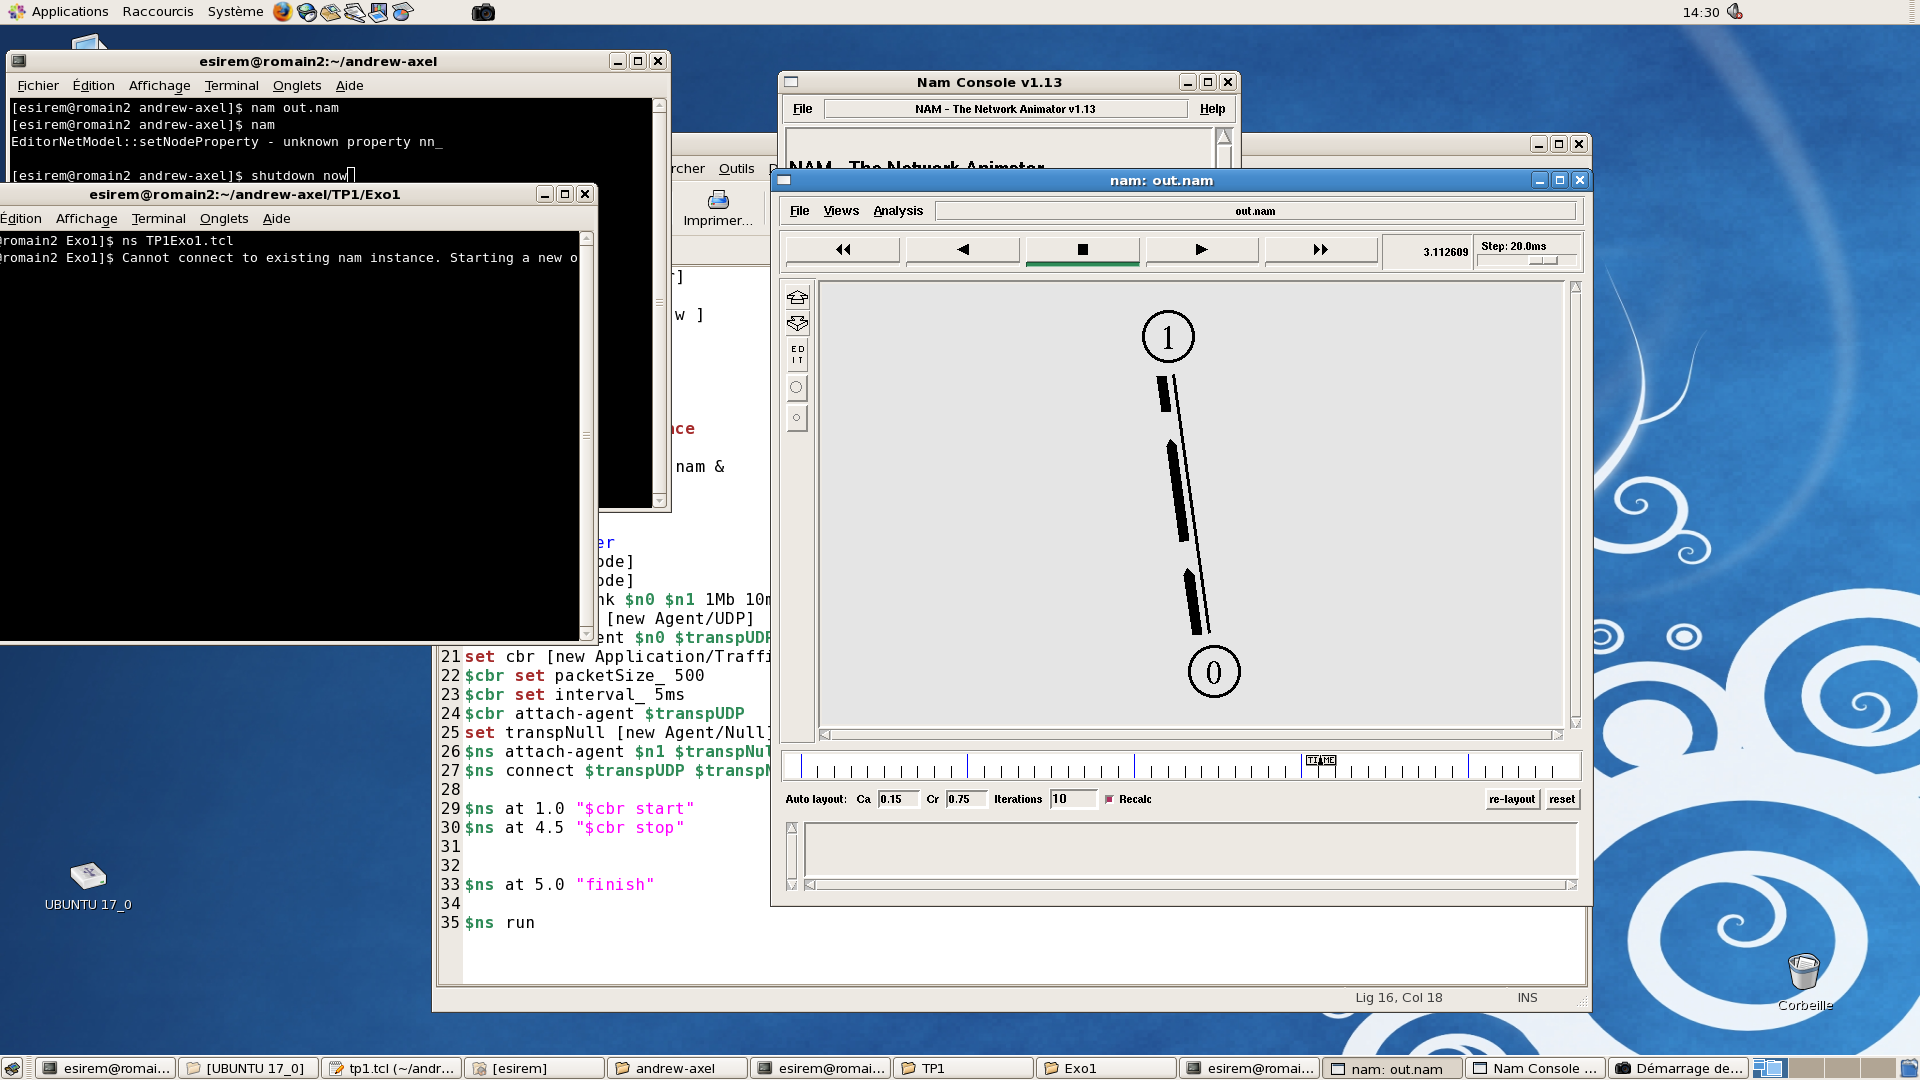 Applications Raccourcis Système 14:30
esirem@romain2:~/andrew-axel
Fichier Édition Affichage Terminal Onglets Aide
[esirem@romain2 andrew-axel]$ nam out.nam
[esirem@romain2 andrew-axel]$ nam
EditorNetModel::setNodeProperty - unknown property nn_
[esirem@romain2 andrew-axel]$ shutdown now
esirem@romain2:~/andrew-axel/TP1/Exo1
Édition Affichage Terminal Onglets Aide
romain2 Exo1]$ ns TP1Exo1.tcl
romain2 Exo1]$ Cannot connect to existing nam instance. Starting a new o
Nam Console v1.13
File NAM - The Network Animator v1.13 Help
NAM - The Network Animator
rcher Outils
Imprimer...
nam: out.nam
File Views Analysis out.nam
3.112609 Step: 20.0ms
ED
IT
1
0
TIME
Auto layout: Ca 0.15 Cr 0.75 Iterations 10 Recalc re-layout reset
w ]
nce
nam &
er
ode]
ode]
nk $n0 $n1 1Mb 10m
[new Agent/UDP]
ent $n0 $transpUDP
21 set cbr [new Application/Traffi
22 $cbr set packetSize_ 500
23 $cbr set interval_ 5ms
24 $cbr attach-agent $transpUDP
25 set transpNull [new Agent/Null]
26 $ns attach-agent $n1 $transpNul
27 $ns connect $transpUDP $transpN
28
29 $ns at 1.0 "$cbr start"
30 $ns at 4.5 "$cbr stop"
31
32
33 $ns at 5.0 "finish"
34
35 $ns run
Lig 16, Col 18 INS
UBUNTU 17_0
Corbeille
esirem@romai... [UBUNTU 17_0] tp1.tcl (~/andr... [esirem] andrew-axel esirem@romai... TP1 Exo1 esirem@romai... nam: out.nam Nam Console ... Démarrage de...